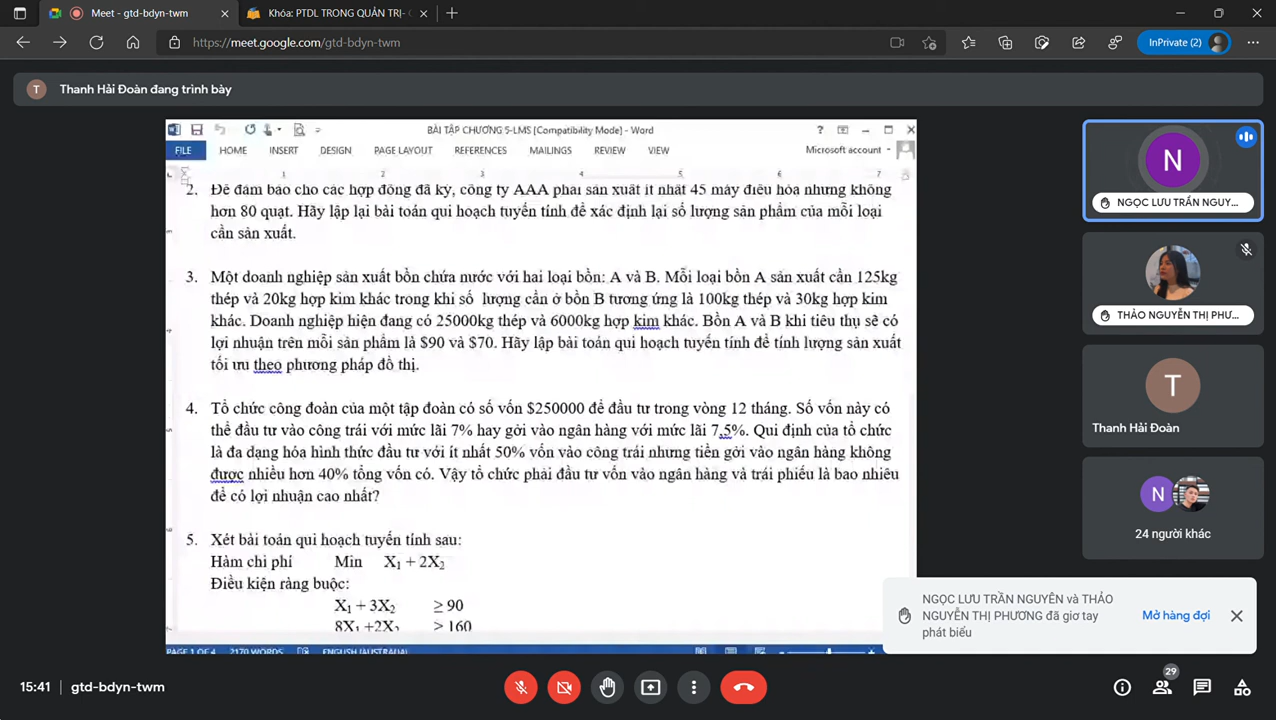 Meet - gtd-bdyn-twm
Khóa: PTDL TRONG QUẢN TRỊ-
https://meet.google.com/gtd-bdyn-twm
InPrivate (2)
T
Thanh Hải Đoàn đang trình bày
BÀI TẬP CHƯƠNG 5-LMS [Compatibility Mode] - Word
FILE HOME INSERT DESIGN PAGE LAYOUT REFERENCES MAILINGS REVIEW VIEW Microsoft account
1 2 3 4 5 6 7
2. Để đảm bảo cho các hợp đồng đã ký, công ty AAA phải sản xuất ít nhất 45 máy điều hòa nhưng không
hơn 80 quạt. Hãy lập lại bài toán qui hoạch tuyến tính để xác định lại số lượng sản phẩm của mỗi loại
cần sản xuất.
3. Một doanh nghiệp sản xuất bồn chứa nước với hai loại bồn: A và B. Mỗi loại bồn A sản xuất cần 125kg
thép và 20kg hợp kim khác trong khi số lượng cần ở bồn B tương ứng là 100kg thép và 30kg hợp kim
khác. Doanh nghiệp hiện đang có 25000kg thép và 6000kg hợp kim khác. Bồn A và B khi tiêu thụ sẽ có
lợi nhuận trên mỗi sản phẩm là $90 và $70. Hãy lập bài toán qui hoạch tuyến tính để tính lượng sản xuất
tối ưu theo phương pháp đồ thị.
4. Tổ chức công đoàn của một tập đoàn có số vốn $250000 để đầu tư trong vòng 12 tháng. Số vốn này có
thể đầu tư vào công trái với mức lãi 7% hay gởi vào ngân hàng với mức lãi 7,5%. Qui định của tổ chức
là đa dạng hóa hình thức đầu tư với ít nhất 50% vốn vào công trái nhưng tiền gởi vào ngân hàng không
được nhiều hơn 40% tổng vốn có. Vậy tổ chức phải đầu tư vốn vào ngân hàng và trái phiếu là bao nhiêu
để có lợi nhuận cao nhất?
5. Xét bài toán qui hoạch tuyến tính sau:
Hàm chi phí Min X₁ + 2X₂
Điều kiện ràng buộc:
X₁ + 3X₂ ≥ 90
8X₁ +2X₂ ≥ 160
PAGE 1 OF 4 2170 WORDS ENGLISH (AUSTRALIA)
N
NGỌC LƯU TRẦN NGUY...
THẢO NGUYỄN THỊ PHƯ...
T
Thanh Hải Đoàn
N
24 người khác
NGỌC LƯU TRẦN NGUYÊN và THẢO
NGUYỄN THỊ PHƯƠNG đã giơ tay
phát biểu
Mở hàng đợi
15:41 | gtd-bdyn-twm
29